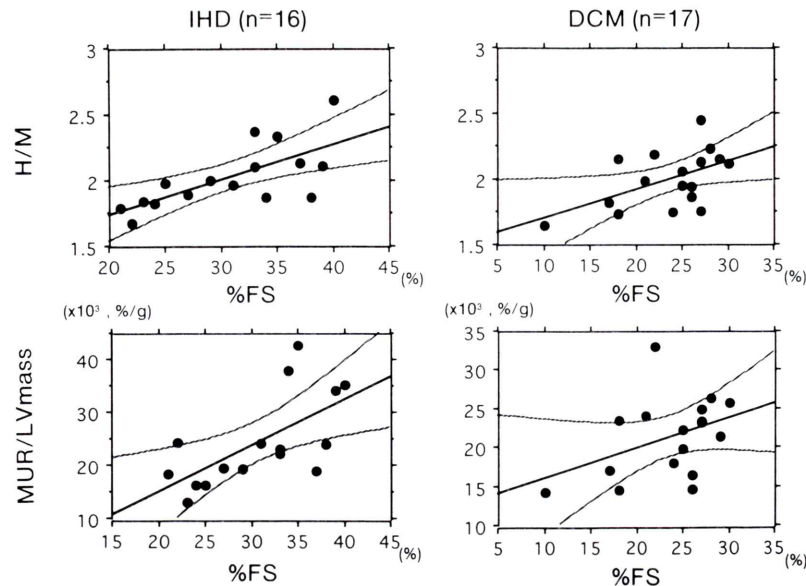 IHD (n=16)
DCM (n=17)
H/M
3
2.5
2
1.5
20 25 30 35 40 45 (%)
%FS
3
2.5
2
1.5
5 10 15 20 25 30 35 (%)
%FS
MUR/LVmass
(x10³ , %/g)
40
30
20
10
15 20 25 30 35 40 45 (%)
%FS
(x10³ , %/g)
35
30
25
20
15
10
5 10 15 20 25 30 35 (%)
%FS